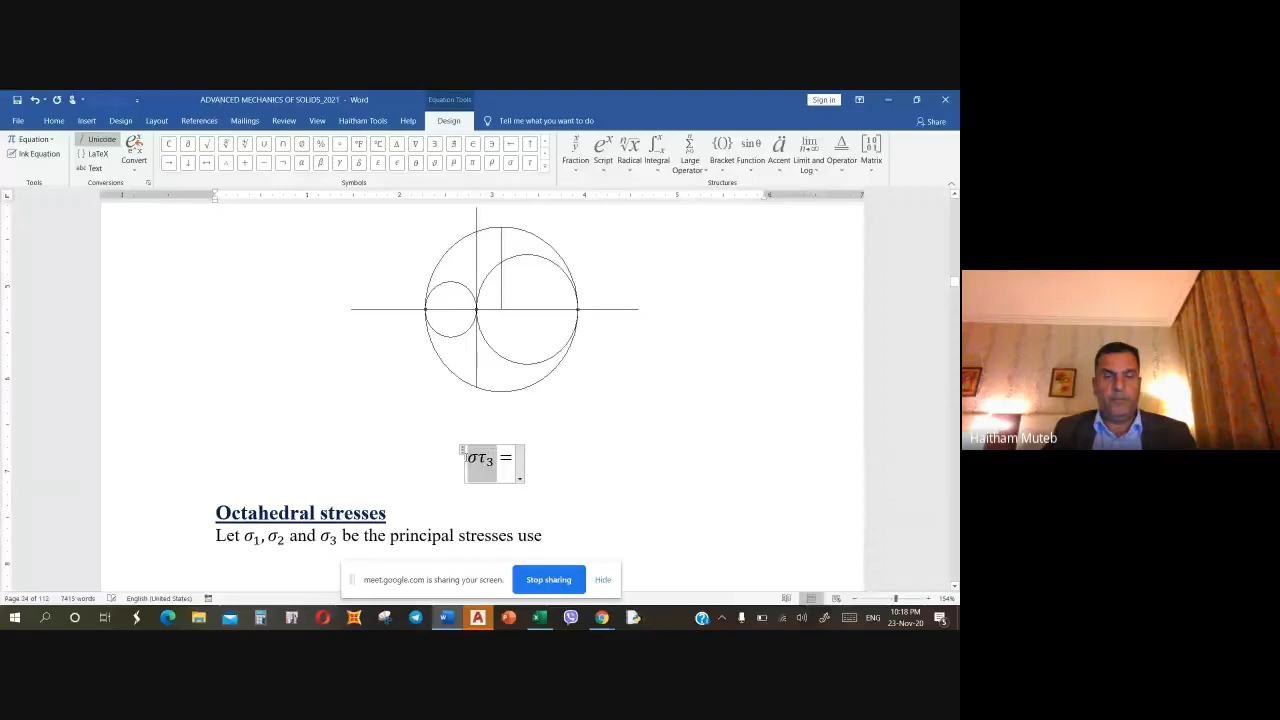 ADVANCED MECHANICS OF SOLIDS_2021 - Word
Equation Tools
Sign in
File Home Insert Design Layout References Mailings Review View Haitham Tools Help Design Tell me what you want to do
Share
Equation
Ink Equation
Unicode
LaTeX
abc Text
Convert
Tools
Conversions
Symbols
Fraction Script Radical Integral Large Operator Bracket Function Accent Limit and Log Operator Matrix
Structures
στ₃ =
Octahedral stresses
Let σ₁, σ₂ and σ₃ be the principal stresses use
meet.google.com is sharing your screen.
Stop sharing
Hide
Page 24 of 112 7415 words English (United States)
154%
ENG
10:18 PM
23-Nov-20
Haitham Muteb